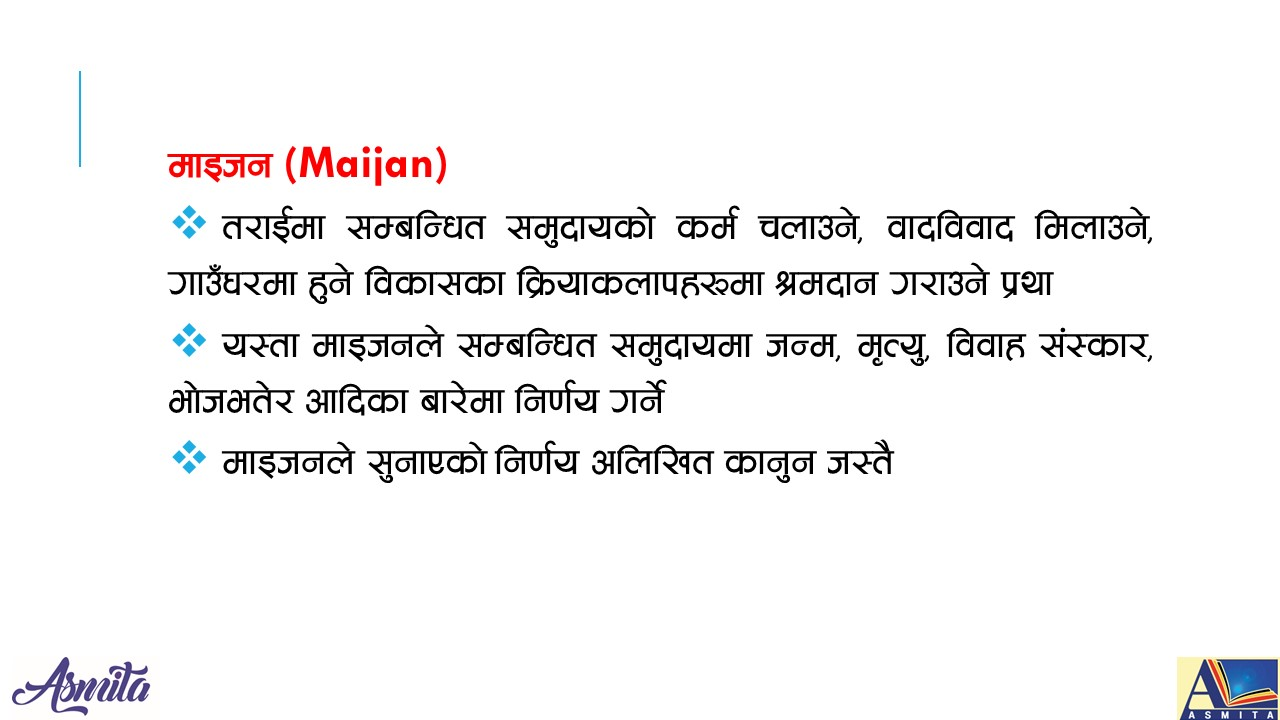 माइजन (Maijan)
❖ तराईमा सम्बन्धित समुदायको कर्म चलाउने, वादविवाद मिलाउने,
गाउँघरमा हुने विकासका क्रियाकलापहरुमा श्रमदान गराउने प्रथा
❖ यस्ता माइजनले सम्बन्धित समुदायमा जन्म, मृत्यु, विवाह संस्कार,
भोजभतेर आदिका बारेमा निर्णय गर्ने
❖ माइजनले सुनाएको निर्णय अलिखित कानुन जस्तै
Asmita
A
ASMITA